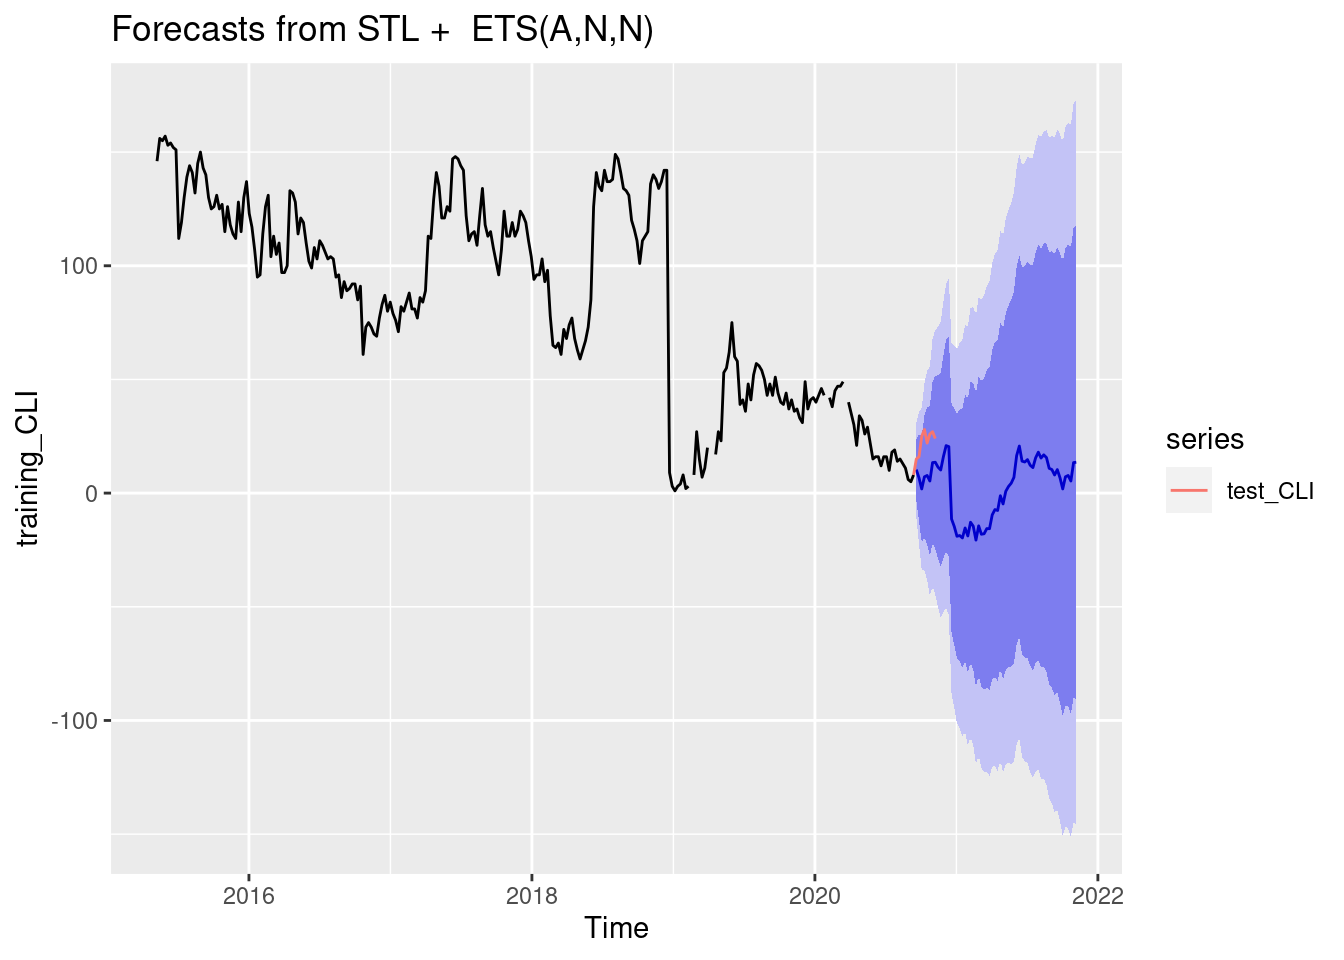 Forecasts from STL +  ETS(A,N,N)
training_CLI
100
0
-100
2016
2018
2020
2022
Time
series
test_CLI